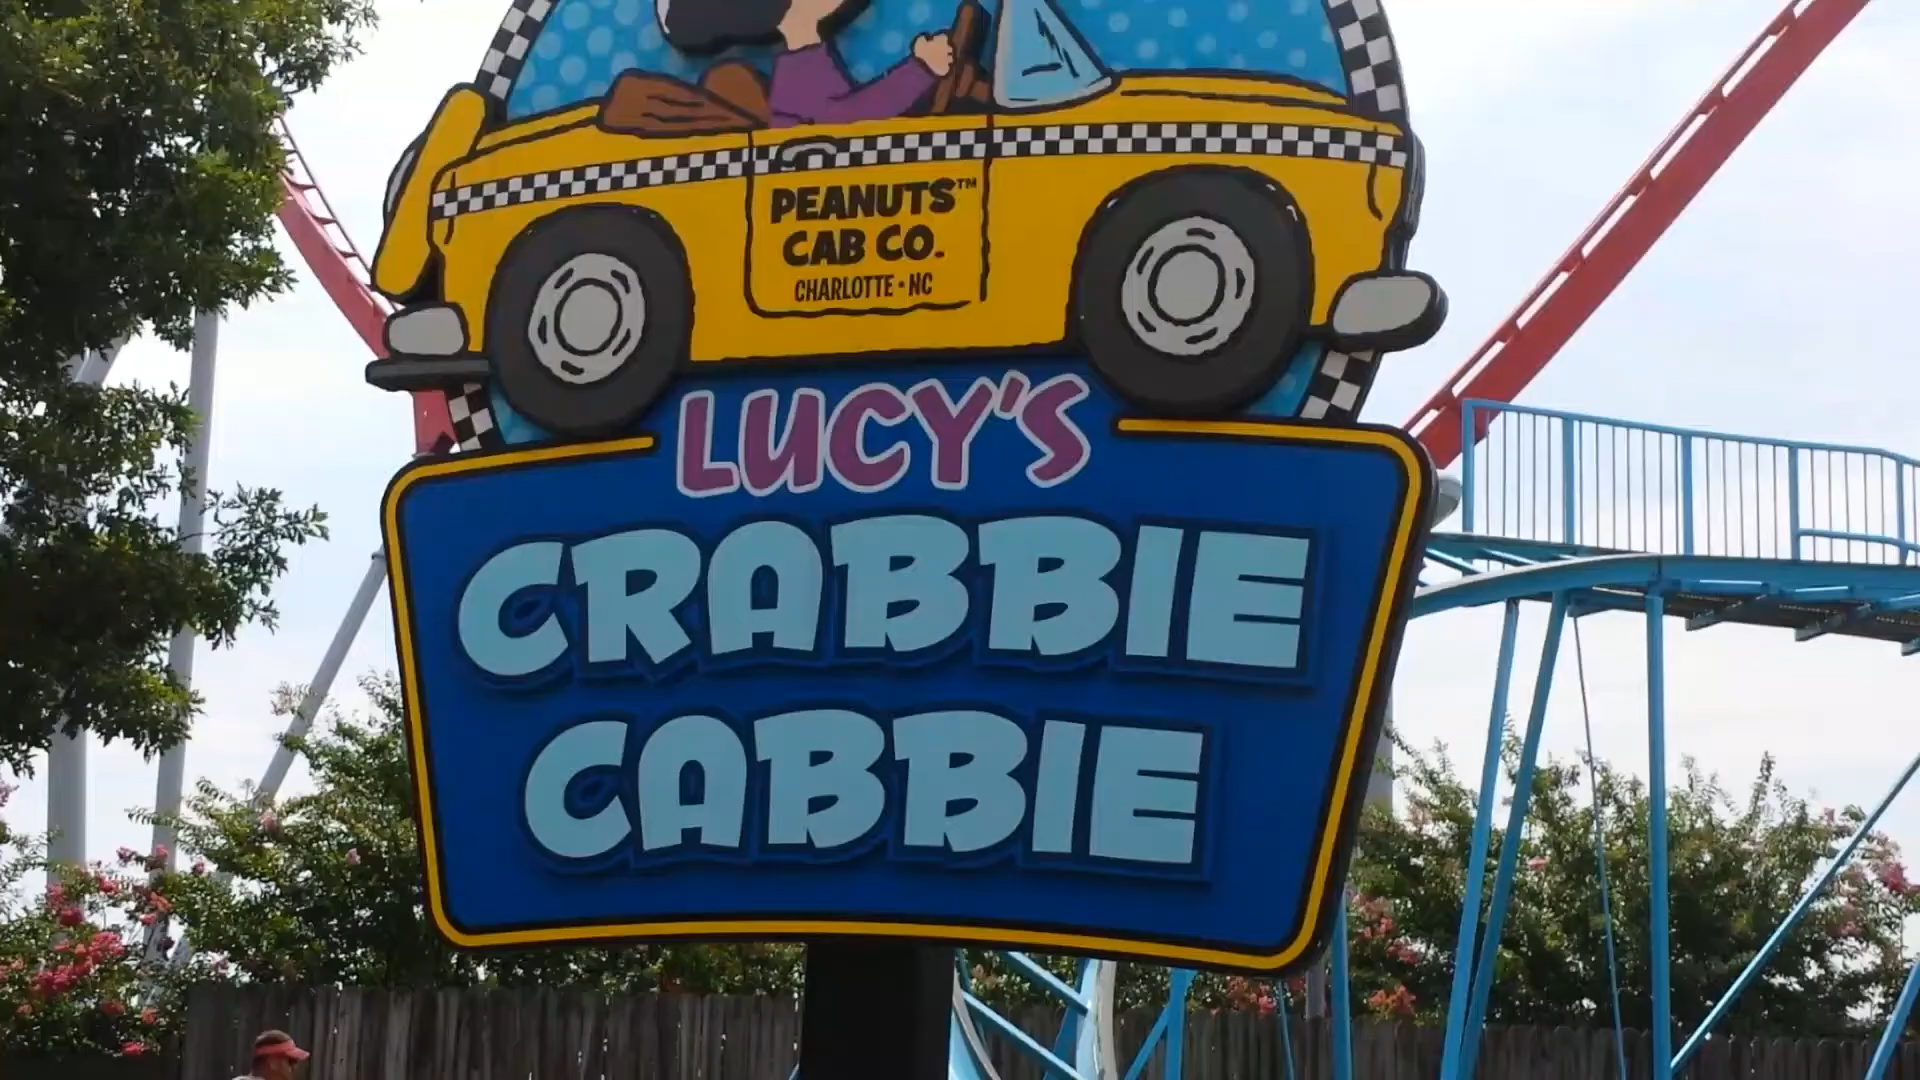 PEANUTS™
CAB CO.
CHARLOTTE • NC
LUCY'S
CRABBIE
CABBIE